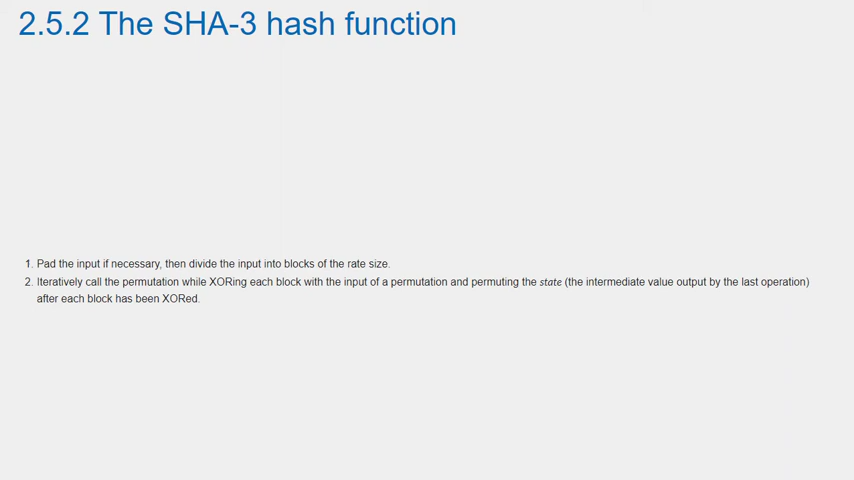 2.5.2 The SHA-3 hash function
1. Pad the input if necessary, then divide the input into blocks of the rate size.
2. Iteratively call the permutation while XORing each block with the input of a permutation and permuting the state (the intermediate value output by the last operation)
after each block has been XORed.